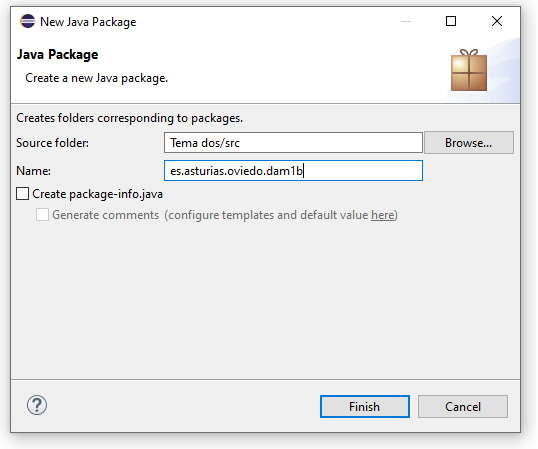 New Java Package
Java Package
Create a new Java package.
Creates folders corresponding to packages.
Source folder: Tema dos/src Browse...
Name: es.asturias.oviedo.dam1b
Create package-info.java
Generate comments (configure templates and default value here)
? Finish Cancel